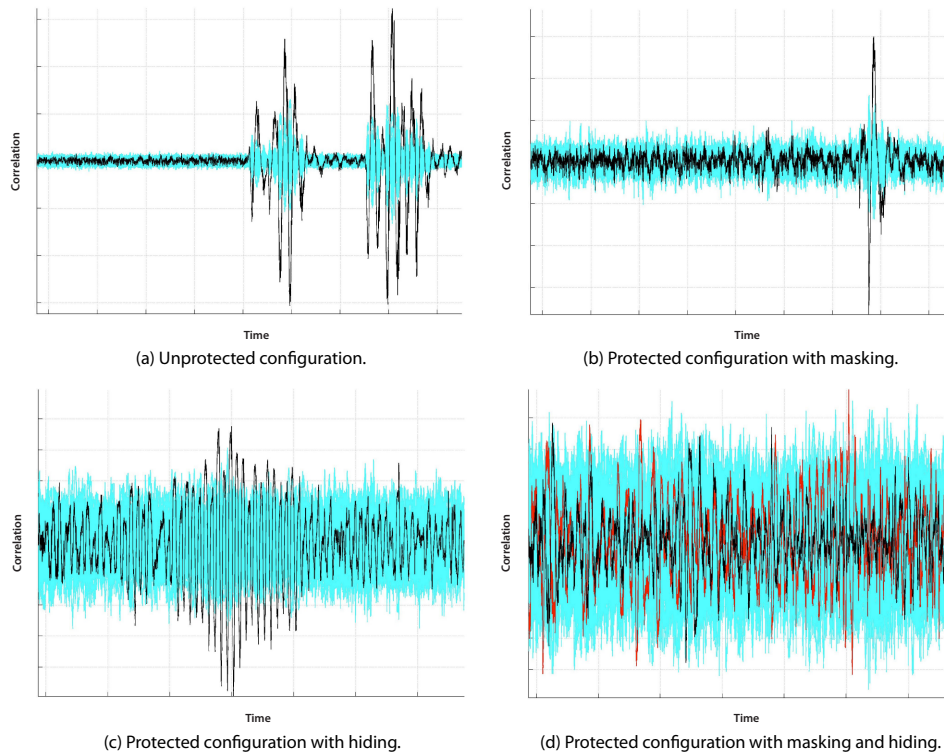 Correlation
Time
(a) Unprotected configuration.
Correlation
Time
(b) Protected configuration with masking.
Correlation
Time
(c) Protected configuration with hiding.
Correlation
Time
(d) Protected configuration with masking and hiding.